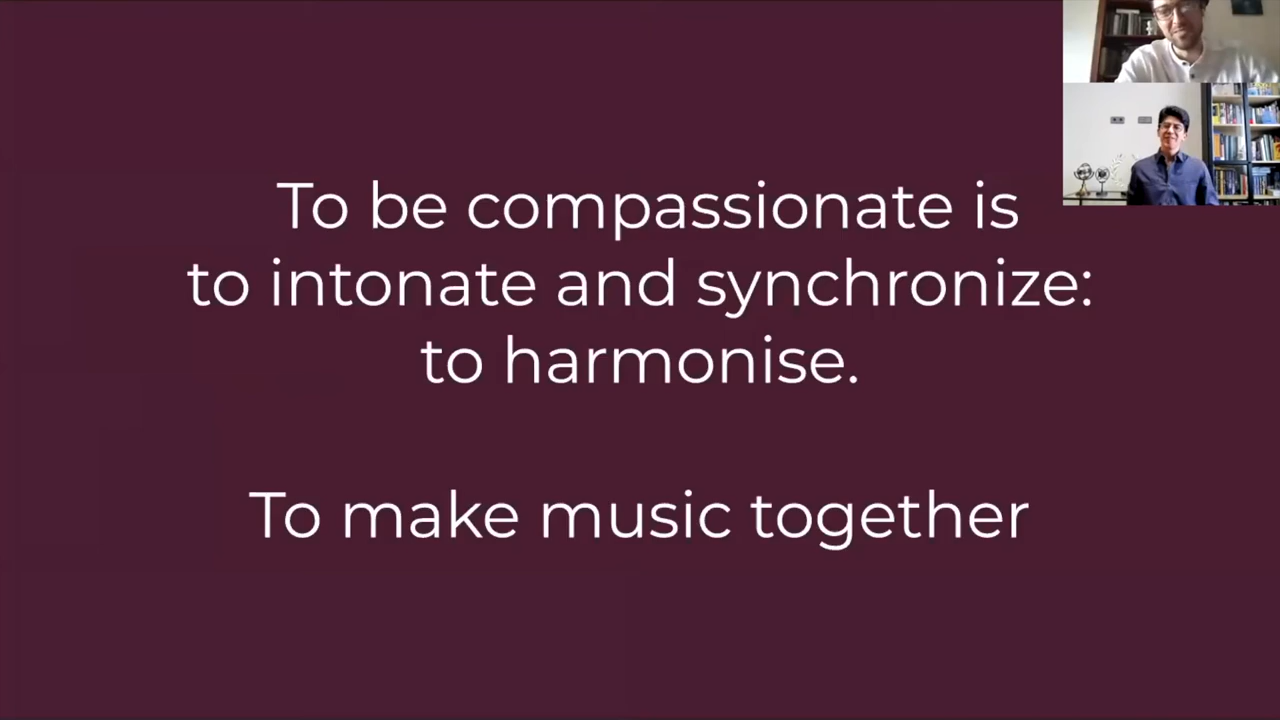 To be compassionate is
to intonate and synchronize:
to harmonise.
To make music together